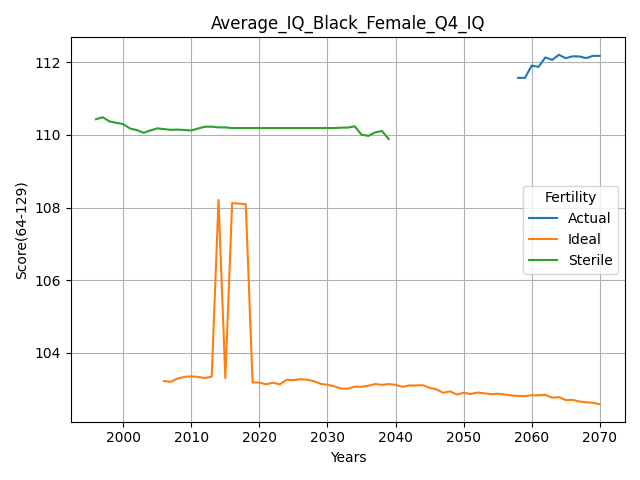 Average_IQ_Black_Female_Q4_IQ
Score(64-129)
112
110
108
106
104
Fertility
Actual
Ideal
Sterile
2000 2010 2020 2030 2040 2050 2060 2070
Years